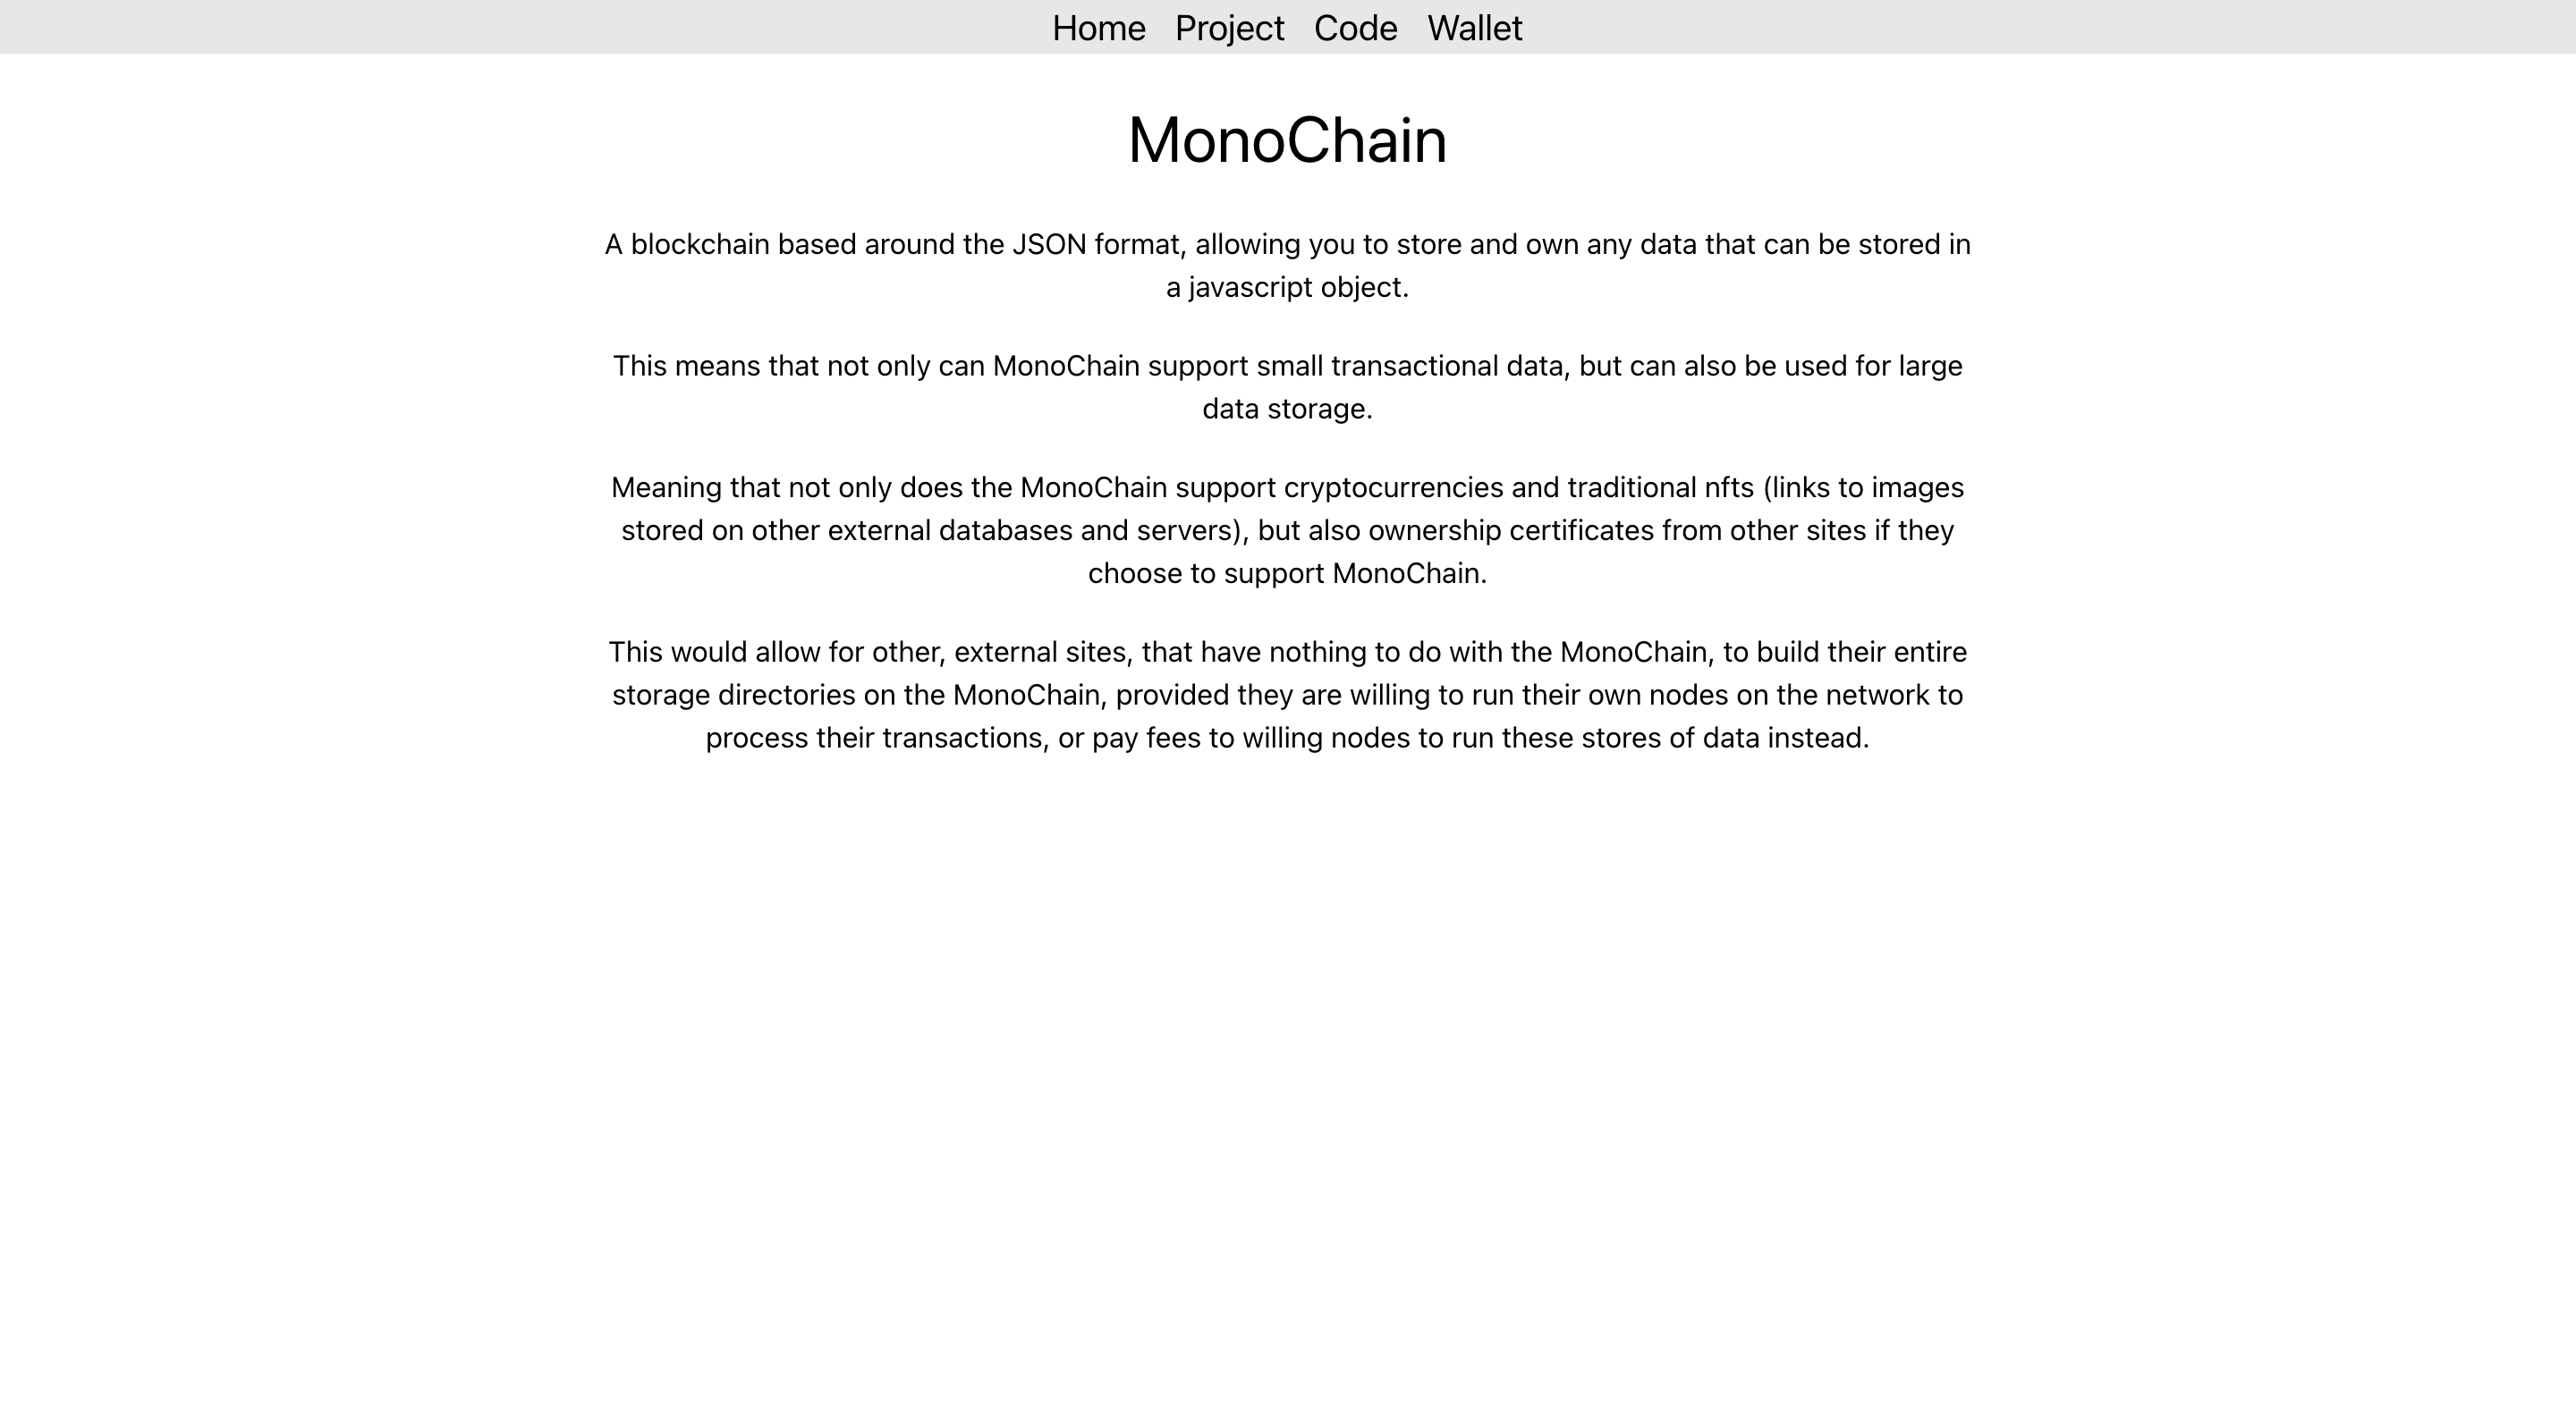 Home Project Code Wallet
MonoChain
A blockchain based around the JSON format, allowing you to store and own any data that can be stored in
a javascript object.
This means that not only can MonoChain support small transactional data, but can also be used for large
data storage.
Meaning that not only does the MonoChain support cryptocurrencies and traditional nfts (links to images
stored on other external databases and servers), but also ownership certificates from other sites if they
choose to support MonoChain.
This would allow for other, external sites, that have nothing to do with the MonoChain, to build their entire
storage directories on the MonoChain, provided they are willing to run their own nodes on the network to
process their transactions, or pay fees to willing nodes to run these stores of data instead.